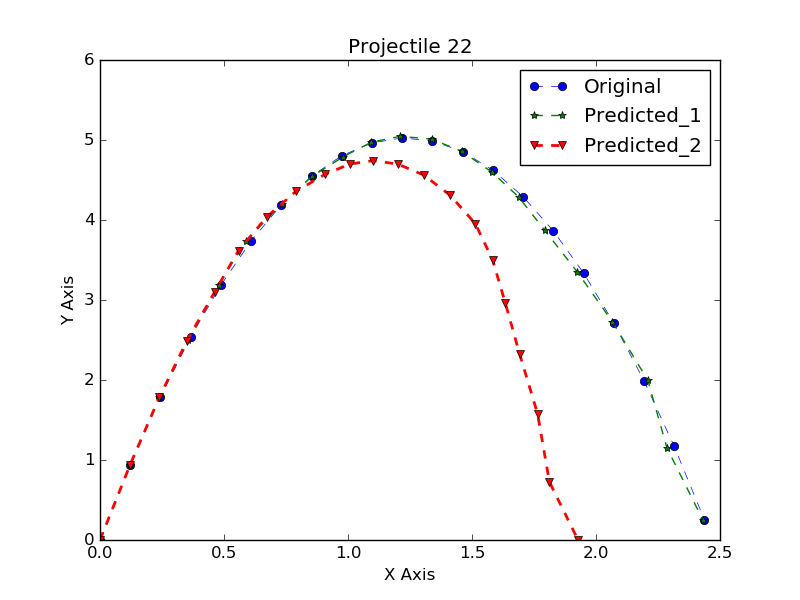 Projectile 22
Original
Predicted_1
Predicted_2
Y Axis
6
5
4
3
2
1
0
0.0 0.5 1.0 1.5 2.0 2.5
X Axis